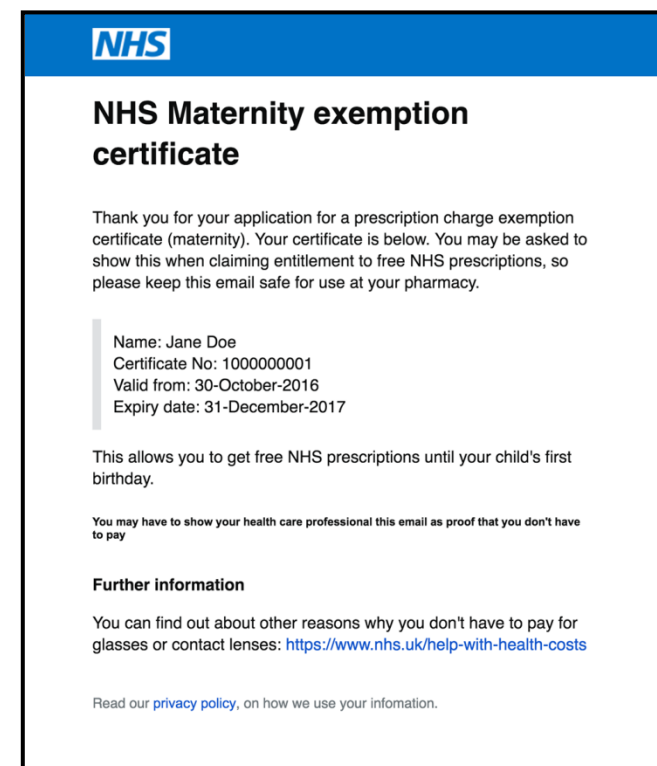 NHS
NHS Maternity exemption
certificate
Thank you for your application for a prescription charge exemption
certificate (maternity). Your certificate is below. You may be asked to
show this when claiming entitlement to free NHS prescriptions, so
please keep this email safe for use at your pharmacy.
Name: Jane Doe
Certificate No: 1000000001
Valid from: 30-October-2016
Expiry date: 31-December-2017
This allows you to get free NHS prescriptions until your child's first
birthday.
You may have to show your health care professional this email as proof that you don't have
to pay
Further information
You can find out about other reasons why you don't have to pay for
glasses or contact lenses: https://www.nhs.uk/help-with-health-costs
Read our privacy policy, on how we use your infomation.